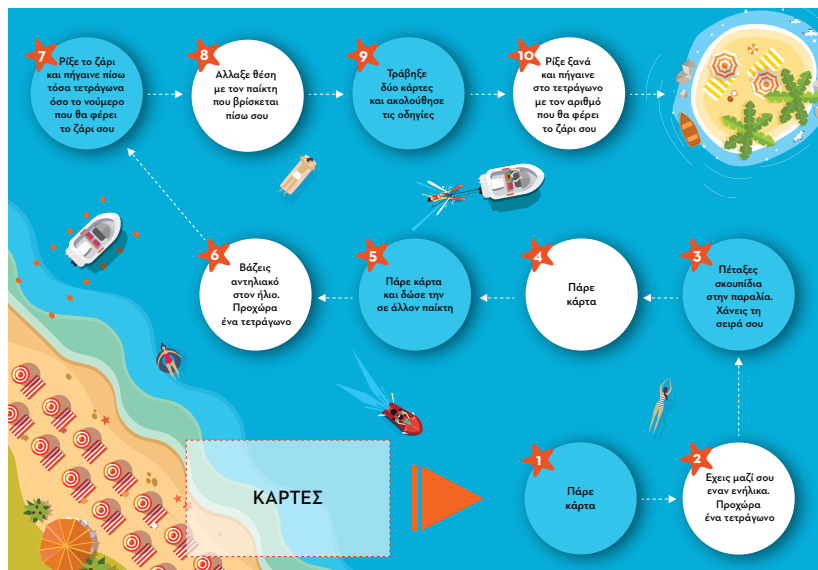 7
Ρίξε το ζάρι
και πήγαινε πίσω
τόσα τετράγωνα
όσο το νούμερο
που θα φέρει
το ζάρι σου
8
Αλλαξε θέση
με τον παίκτη
που βρίσκεται
πίσω σου
9
Τράβηξε
δύο κάρτες
και ακολούθησε
τις οδηγίες
10
Ρίξε ξανά
και πήγαινε
στο τετράγωνο
με τον αριθμό
που θα φέρει
το ζάρι σου
6
Βάζεις
αντηλιακό
στον ήλιο.
Προχώρα
ένα τετράγωνο
5
Πάρε κάρτα
και δώσε την
σε άλλον παίκτη
4
Πάρε
κάρτα
3
Πέταξες
σκουπίδια
στην παραλία.
Χάνεις τη
σειρά σου
ΚΑΡΤΕΣ
1
Πάρε
κάρτα
2
Εχεις μαζί σου
εναν ενήλικα.
Προχώρα
ένα τετράγωνο